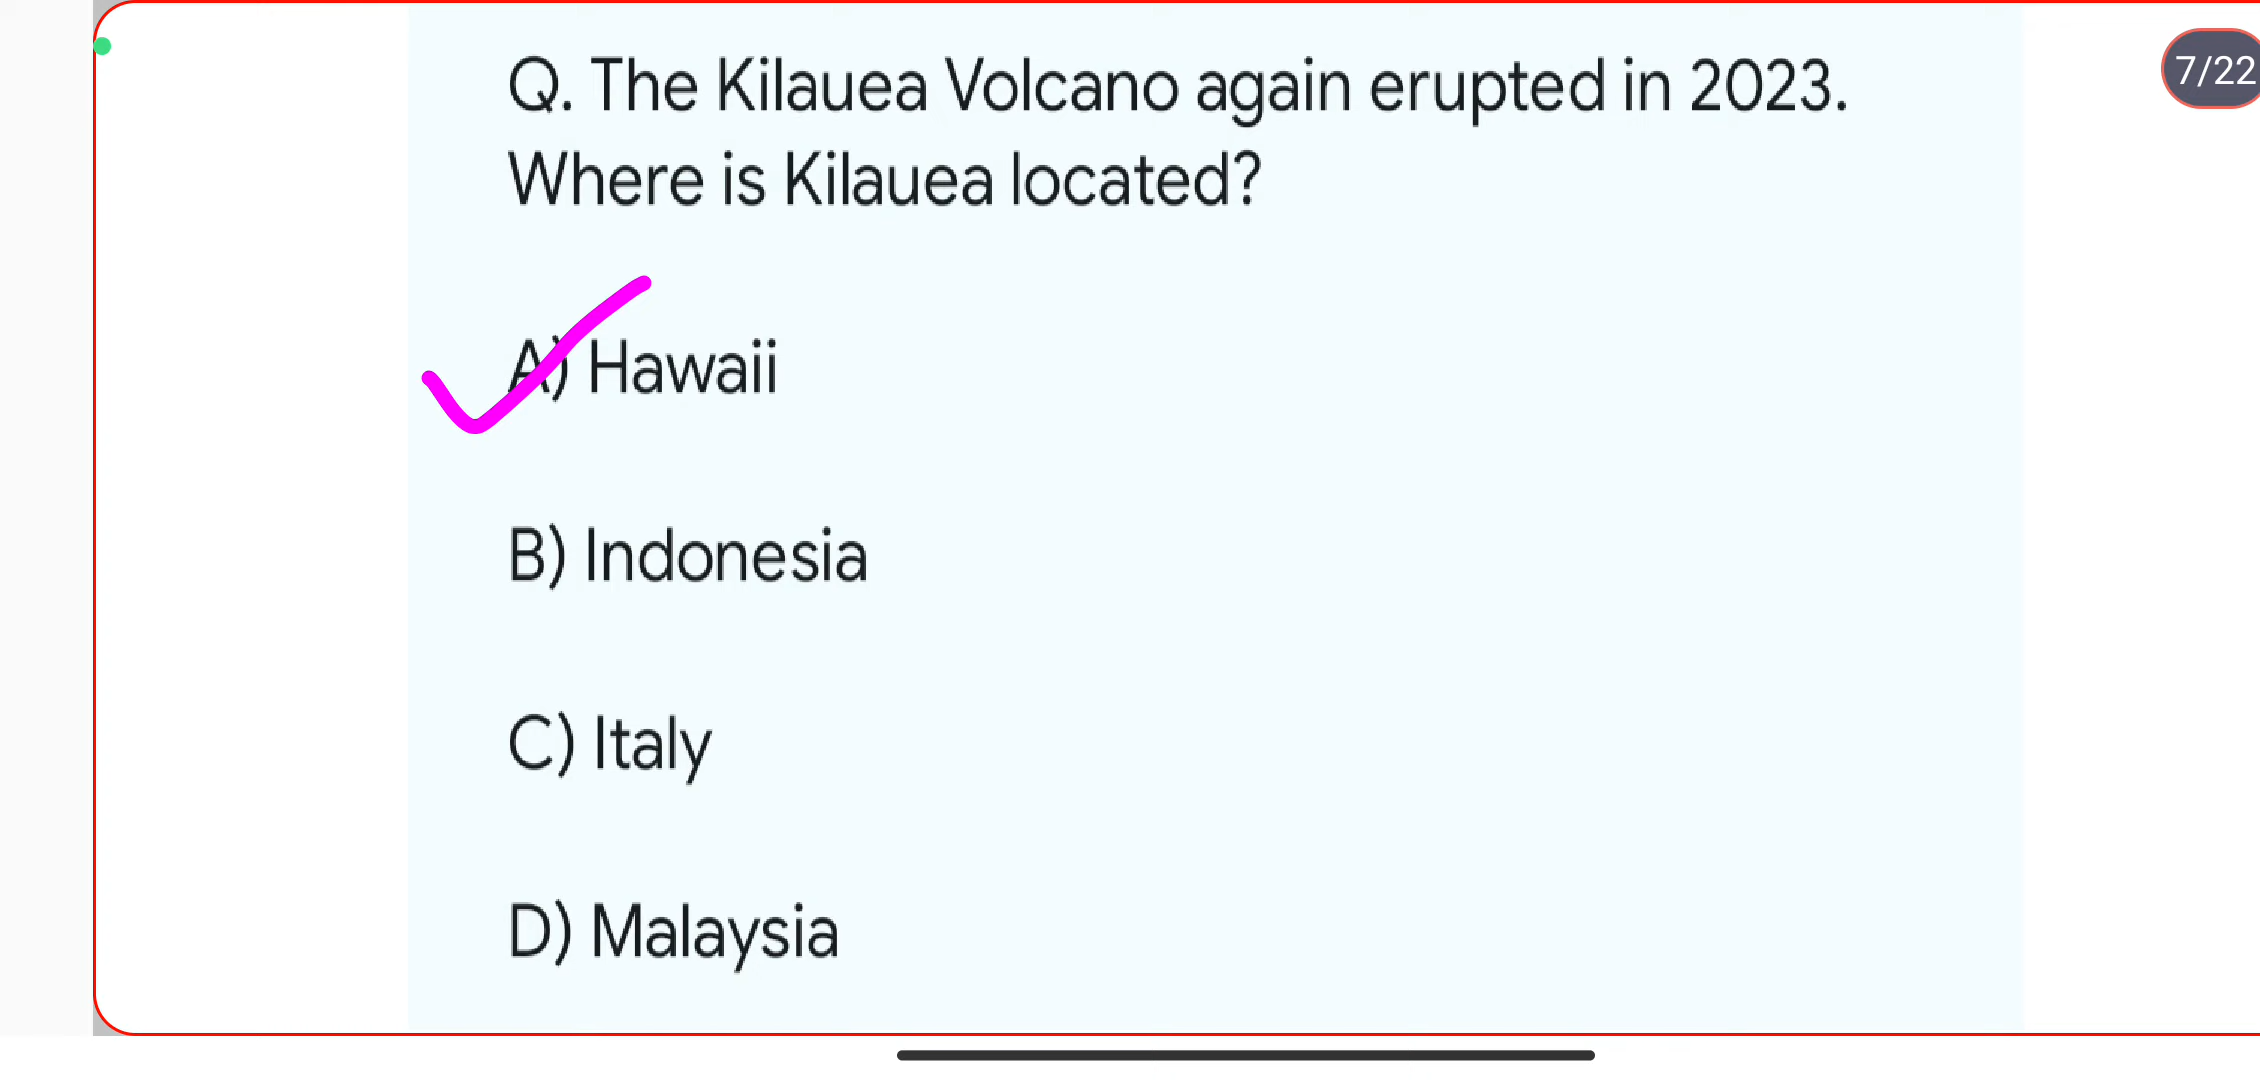 Q. The Kilauea Volcano again erupted in 2023.
7/22
Where is Kilauea located?
A) Hawaii
B) Indonesia
C) Italy
D) Malaysia